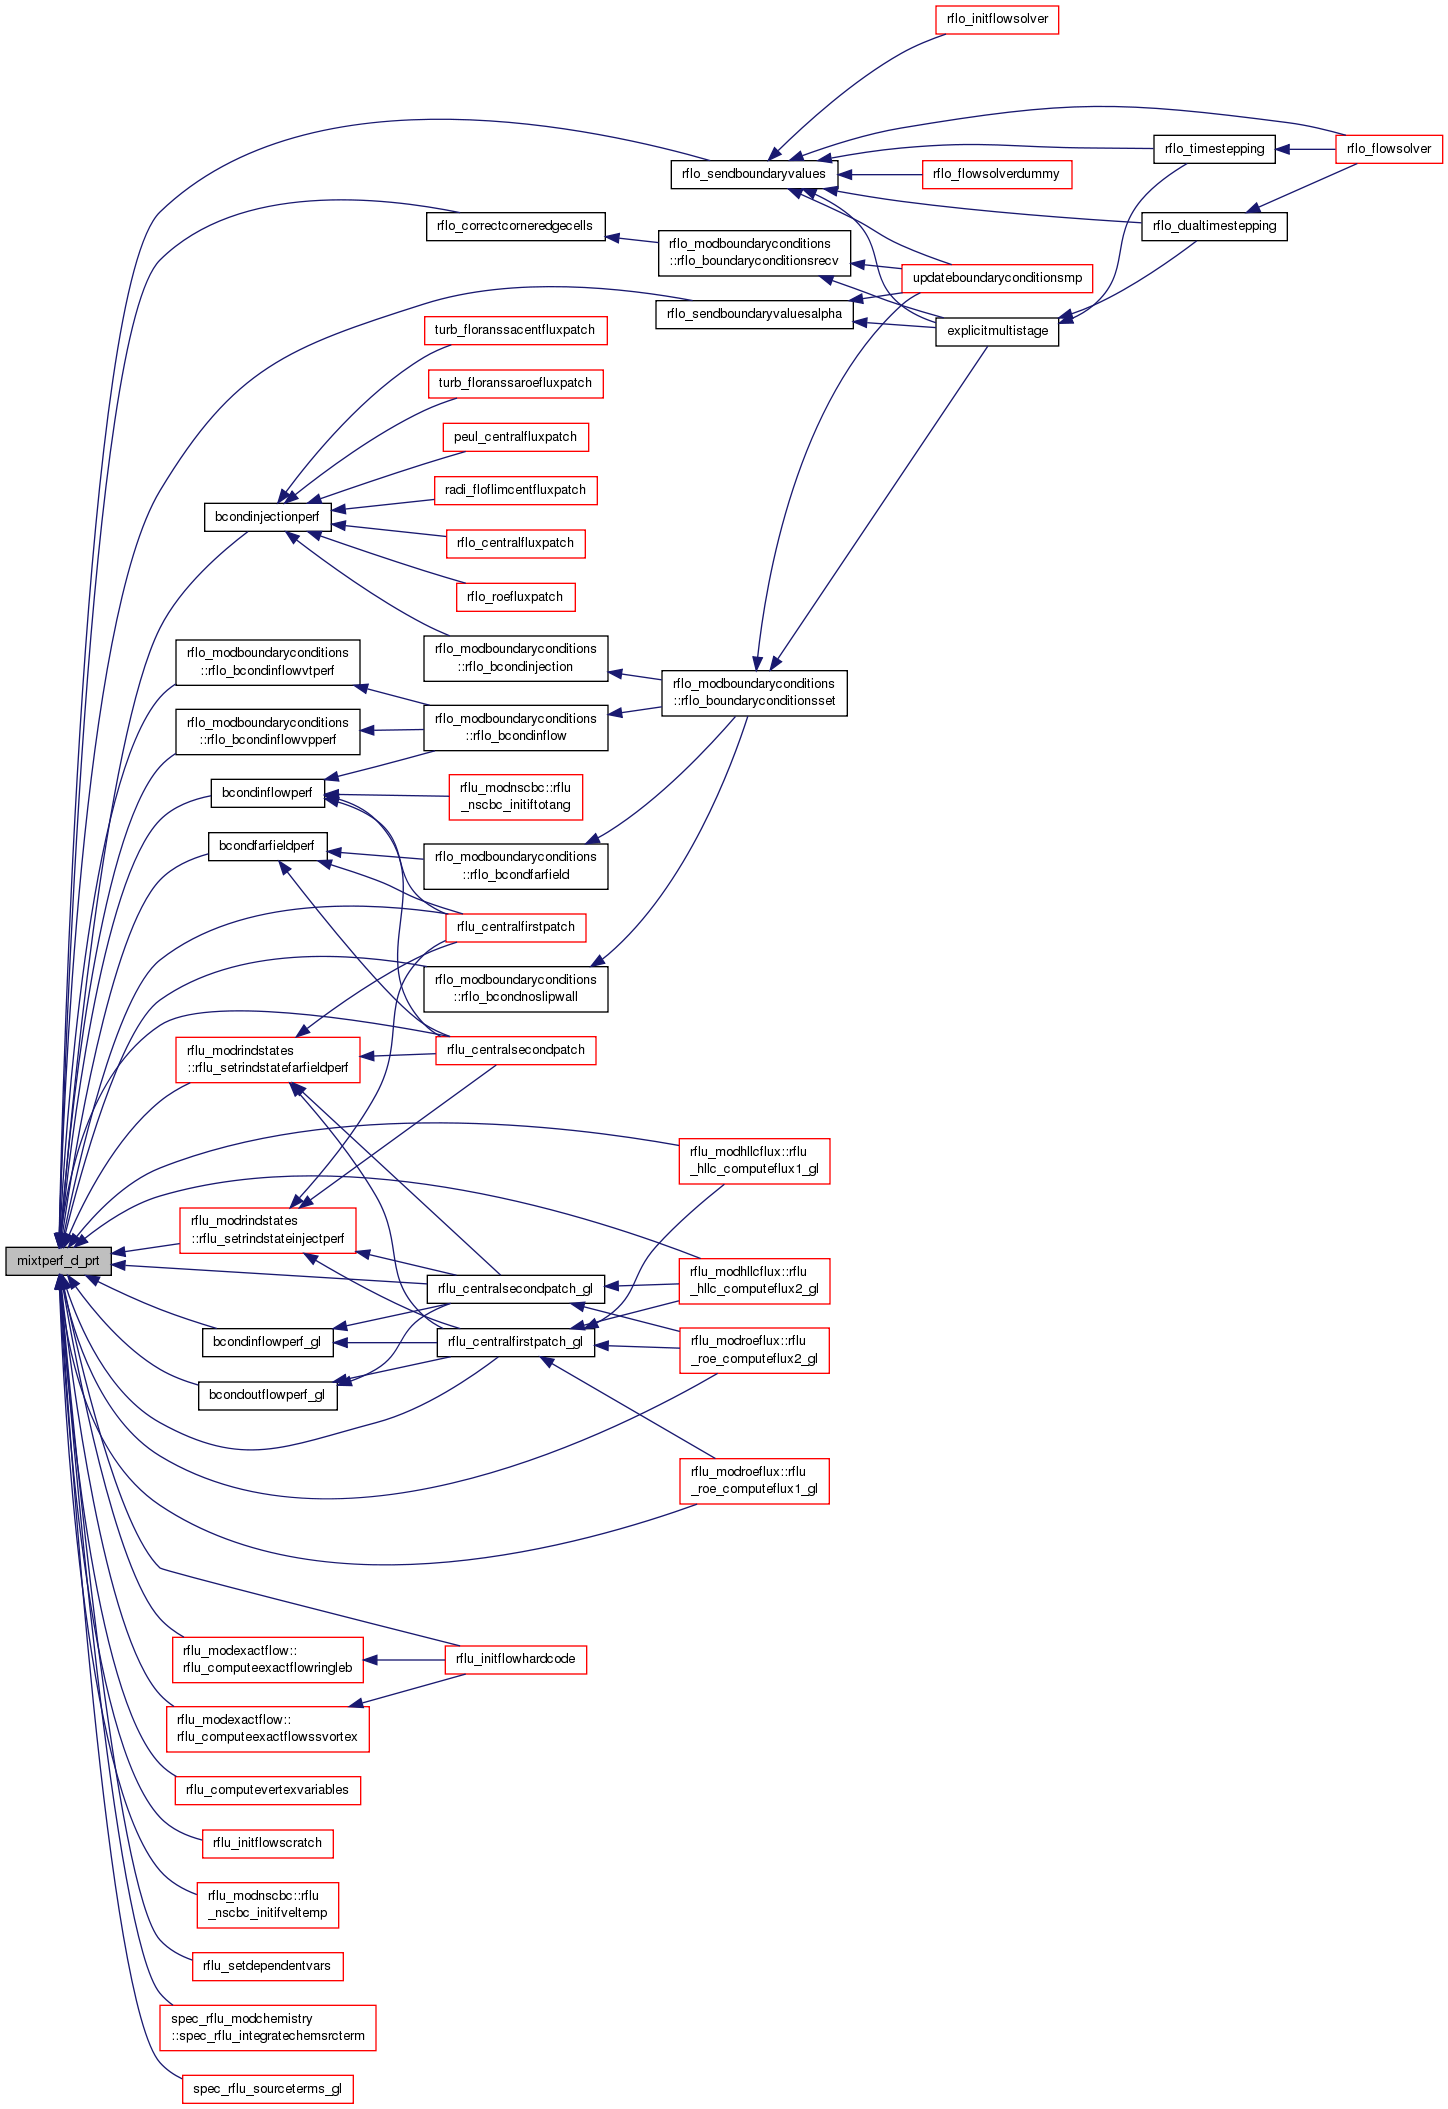 rflo_initflowsolver
rflo_timestepping
rflo_flowsolver
rflo_sendboundaryvalues
rflo_flowsolverdummy
rflo_correctcorneredgecells
rflo_dualtimestepping
rflo_modboundaryconditions
::rflo_boundaryconditionsrecv
updateboundaryconditionsmp
rflo_sendboundaryvaluesalpha
explicitmultistage
turb_floranssacentfluxpatch
turb_floranssaroefluxpatch
peul_centralfluxpatch
radi_floflimcentfluxpatch
bcondinjectionperf
rflo_centralfluxpatch
rflo_roefluxpatch
rflo_modboundaryconditions
::rflo_bcondinflowvtperf
rflo_modboundaryconditions
::rflo_bcondinjection
rflo_modboundaryconditions
::rflo_boundaryconditionsset
rflo_modboundaryconditions
::rflo_bcondinflowvpperf
rflo_modboundaryconditions
::rflo_bcondinflow
bcondinflowperf
rflu_modnscbc::rflu
_nscbc_initiftotang
bcondfarfieldperf
rflo_modboundaryconditions
::rflo_bcondfarfield
rflu_centralfirstpatch
rflo_modboundaryconditions
::rflo_bcondnoslipwall
rflu_modrindstates
::rflu_setrindstatefarfieldperf
rflu_centralsecondpatch
rflu_modhllcflux::rflu
_hllc_computeflux1_gl
rflu_modrindstates
::rflu_setrindstateinjectperf
mixtperf_d_prt
rflu_modhllcflux::rflu
_hllc_computeflux2_gl
rflu_centralsecondpatch_gl
bcondinflowperf_gl
rflu_centralfirstpatch_gl
rflu_modroeflux::rflu
_roe_computeflux2_gl
bcondoutflowperf_gl
rflu_modroeflux::rflu
_roe_computeflux1_gl
rflu_modexactflow::
rflu_computeexactflowringleb
rflu_initflowhardcode
rflu_modexactflow::
rflu_computeexactflowssvortex
rflu_computevertexvariables
rflu_initflowscratch
rflu_modnscbc::rflu
_nscbc_initifveltemp
rflu_setdependentvars
spec_rflu_modchemistry
::spec_rflu_integratechemsrcterm
spec_rflu_sourceterms_gl